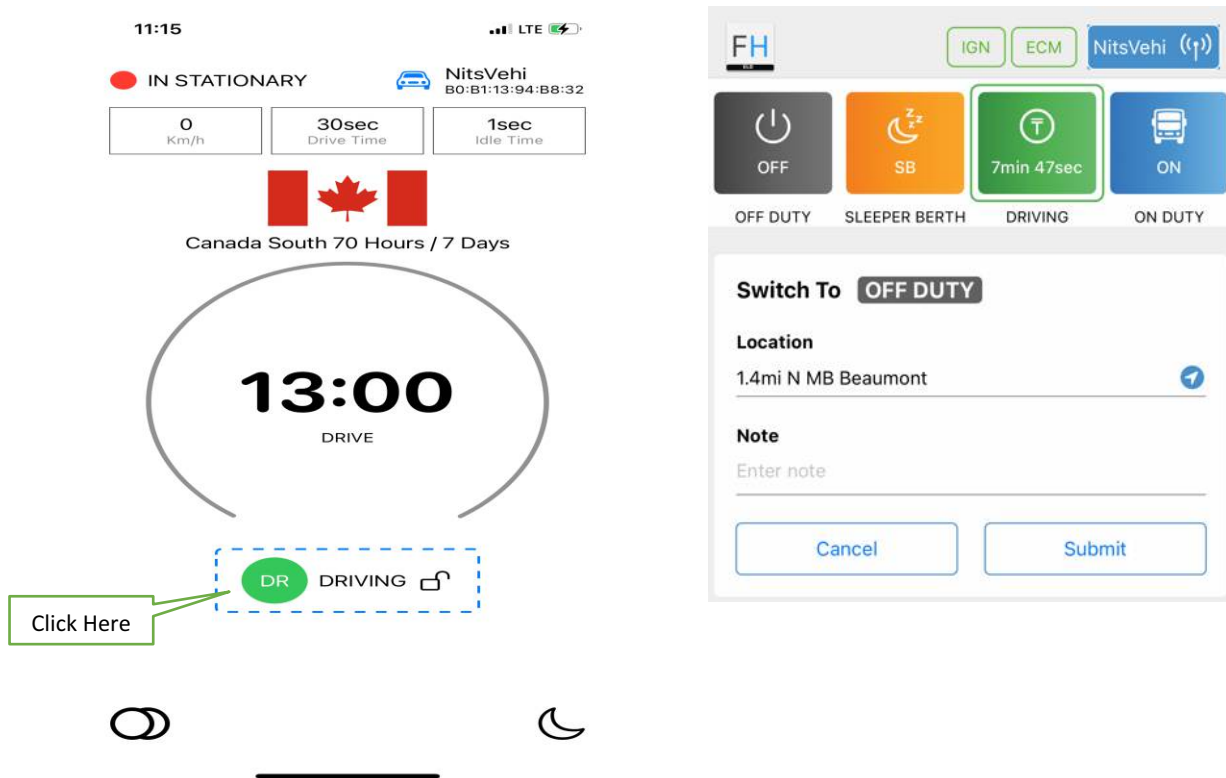 11:15
LTE
IN STATIONARY
NitsVehi
B0:B1:13:94:B8:32
0
Km/h
30sec
Drive Time
1sec
Idle Time
Canada South 70 Hours / 7 Days
13:00
DRIVE
DR DRIVING
Click Here
FH
IGN
ECM
NitsVehi
OFF
SB
7min 47sec
ON
OFF DUTY
SLEEPER BERTH
DRIVING
ON DUTY
Switch To OFF DUTY
Location
1.4mi N MB Beaumont
Note
Enter note
Cancel
Submit